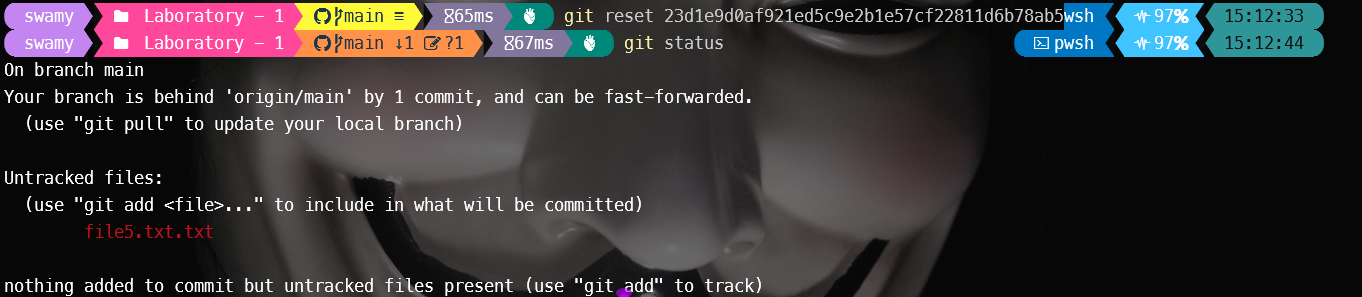 swamy Laboratory - 1 main ≡ 65ms git reset 23d1e9d0af921ed5c9e2b1e57cf22811d6b78ab5wsh 97% 15:12:33
swamy Laboratory - 1 main ↓1 ?1 67ms git status pwsh 97% 15:12:44
On branch main
Your branch is behind 'origin/main' by 1 commit, and can be fast-forwarded.
(use "git pull" to update your local branch)
Untracked files:
(use "git add <file>..." to include in what will be committed)
file5.txt.txt
nothing added to commit but untracked files present (use "git add" to track)